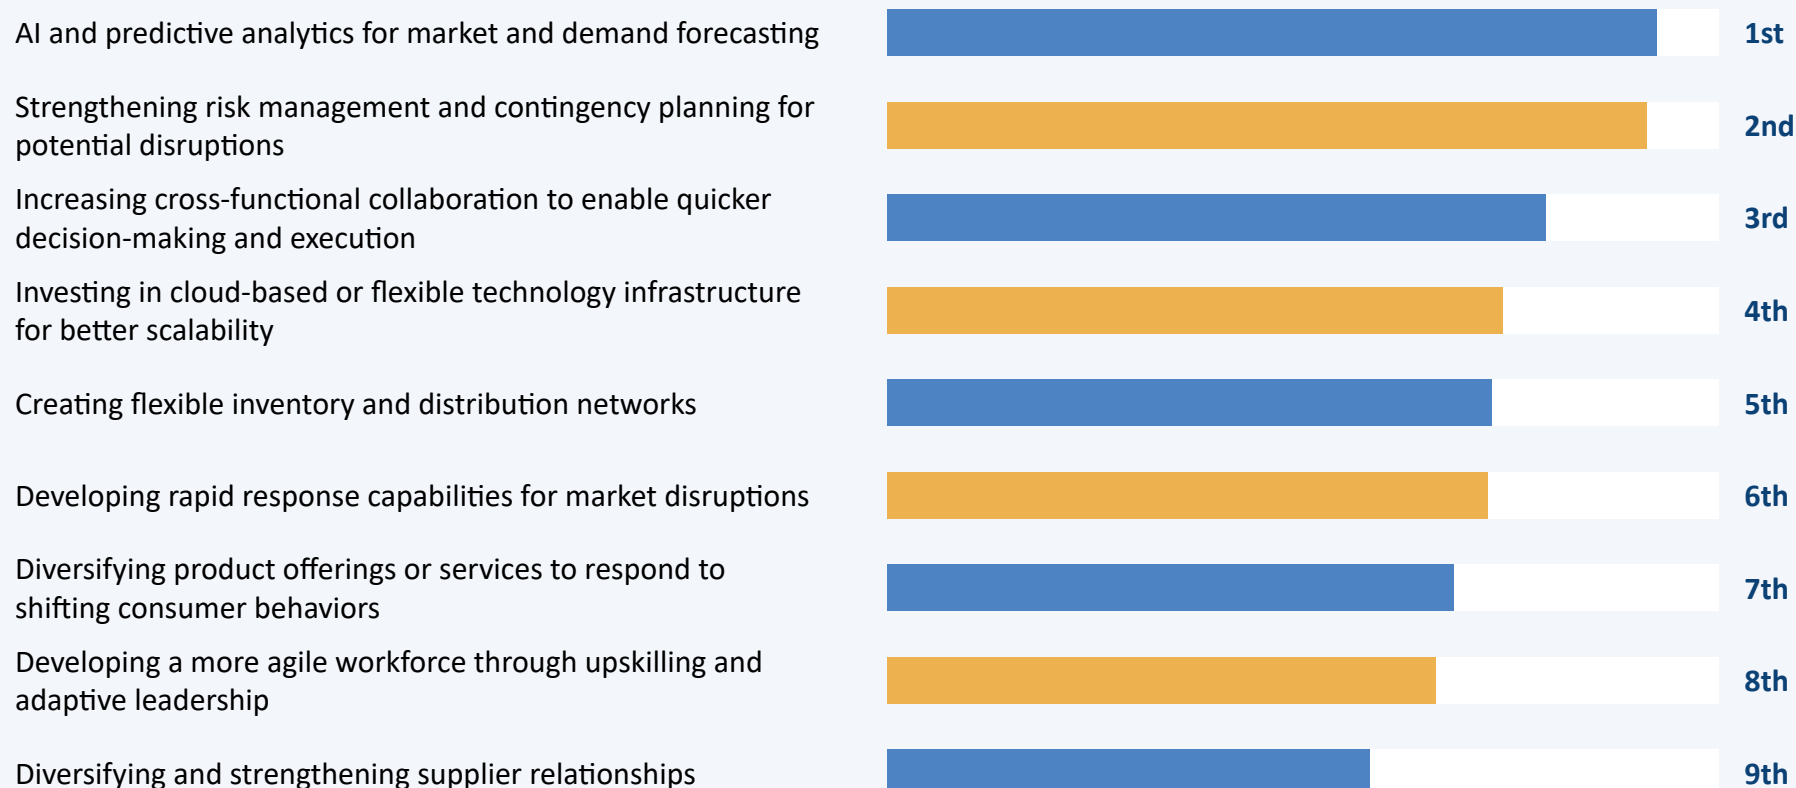 AI and predictive analytics for market and demand forecasting
1st
Strengthening risk management and contingency planning for
potential disruptions
2nd
Increasing cross-functional collaboration to enable quicker
decision-making and execution
3rd
Investing in cloud-based or flexible technology infrastructure
for better scalability
4th
Creating flexible inventory and distribution networks
5th
Developing rapid response capabilities for market disruptions
6th
Diversifying product offerings or services to respond to
shifting consumer behaviors
7th
Developing a more agile workforce through upskilling and
adaptive leadership
8th
Diversifying and strengthening supplier relationships
9th